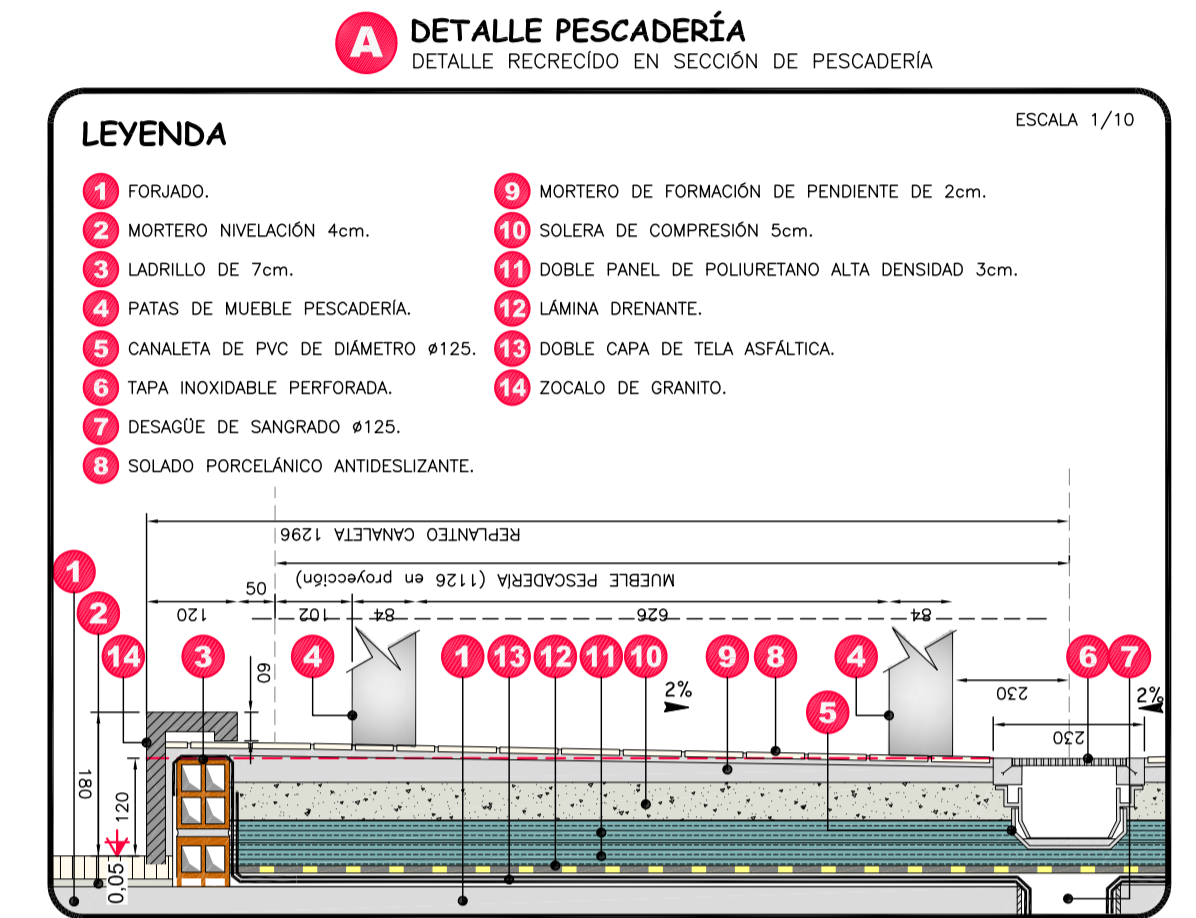 A
DETALLE PESCADERÍA
DETALLE RECRECÍDO EN SECCIÓN DE PESCADERÍA
LEYENDA
ESCALA 1/10
1 FORJADO.
2 MORTERO NIVELACIÓN 4cm.
3 LADRILLO DE 7cm.
4 PATAS DE MUEBLE PESCADERÍA.
5 CANALETA DE PVC DE DIÁMETRO ø125.
6 TAPA INOXIDABLE PERFORADA.
7 DESAGÜE DE SANGRADO ø125.
8 SOLADO PORCELÁNICO ANTIDESLIZANTE.
9 MORTERO DE FORMACIÓN DE PENDIENTE DE 2cm.
10 SOLERA DE COMPRESIÓN 5cm.
11 DOBLE PANEL DE POLIURETANO ALTA DENSIDAD 3cm.
12 LÁMINA DRENANTE.
13 DOBLE CAPA DE TELA ASFÁLTICA.
14 ZOCALO DE GRANITO.
REPLANTEO CANALETA 1296
MUEBLE PESCADERÍA (1126 en proyección)
120
50
102
84
626
84
1
2
14
3
4
1
13
12
11
10
9
8
4
6
7
60
2%
5
230
230
2%
180
120
0,05